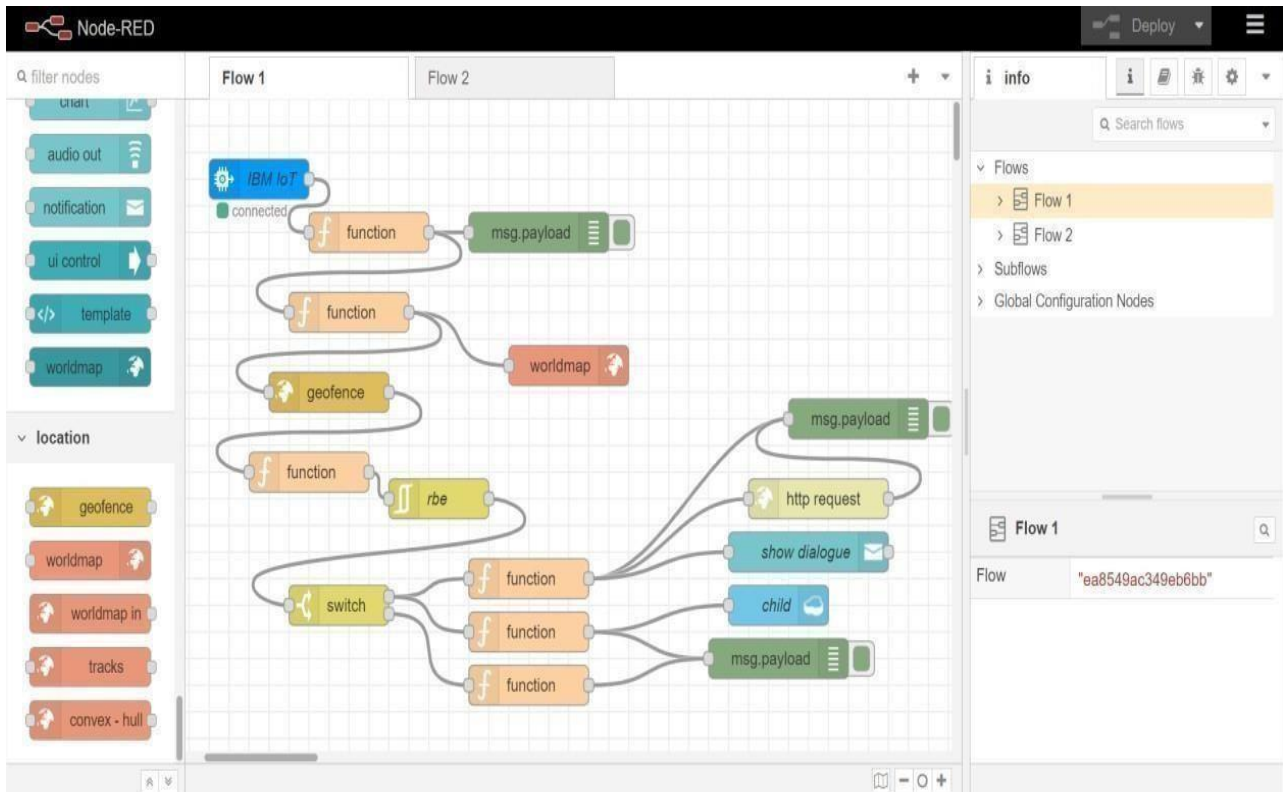 Node-RED
Deploy
filter nodes
Flow 1
Flow 2
info
Search flows
chart
audio out
notification
ui control
template
worldmap
location
geofence
worldmap
worldmap in
tracks
convex - hull
IBM IoT
connected
function
msg.payload
function
worldmap
geofence
msg.payload
function
rbe
http request
show dialogue
function
switch
child
function
msg.payload
function
Flows
Flow 1
Flow 2
Subflows
Global Configuration Nodes
Flow 1
Flow
"ea8549ac349eb6bb"